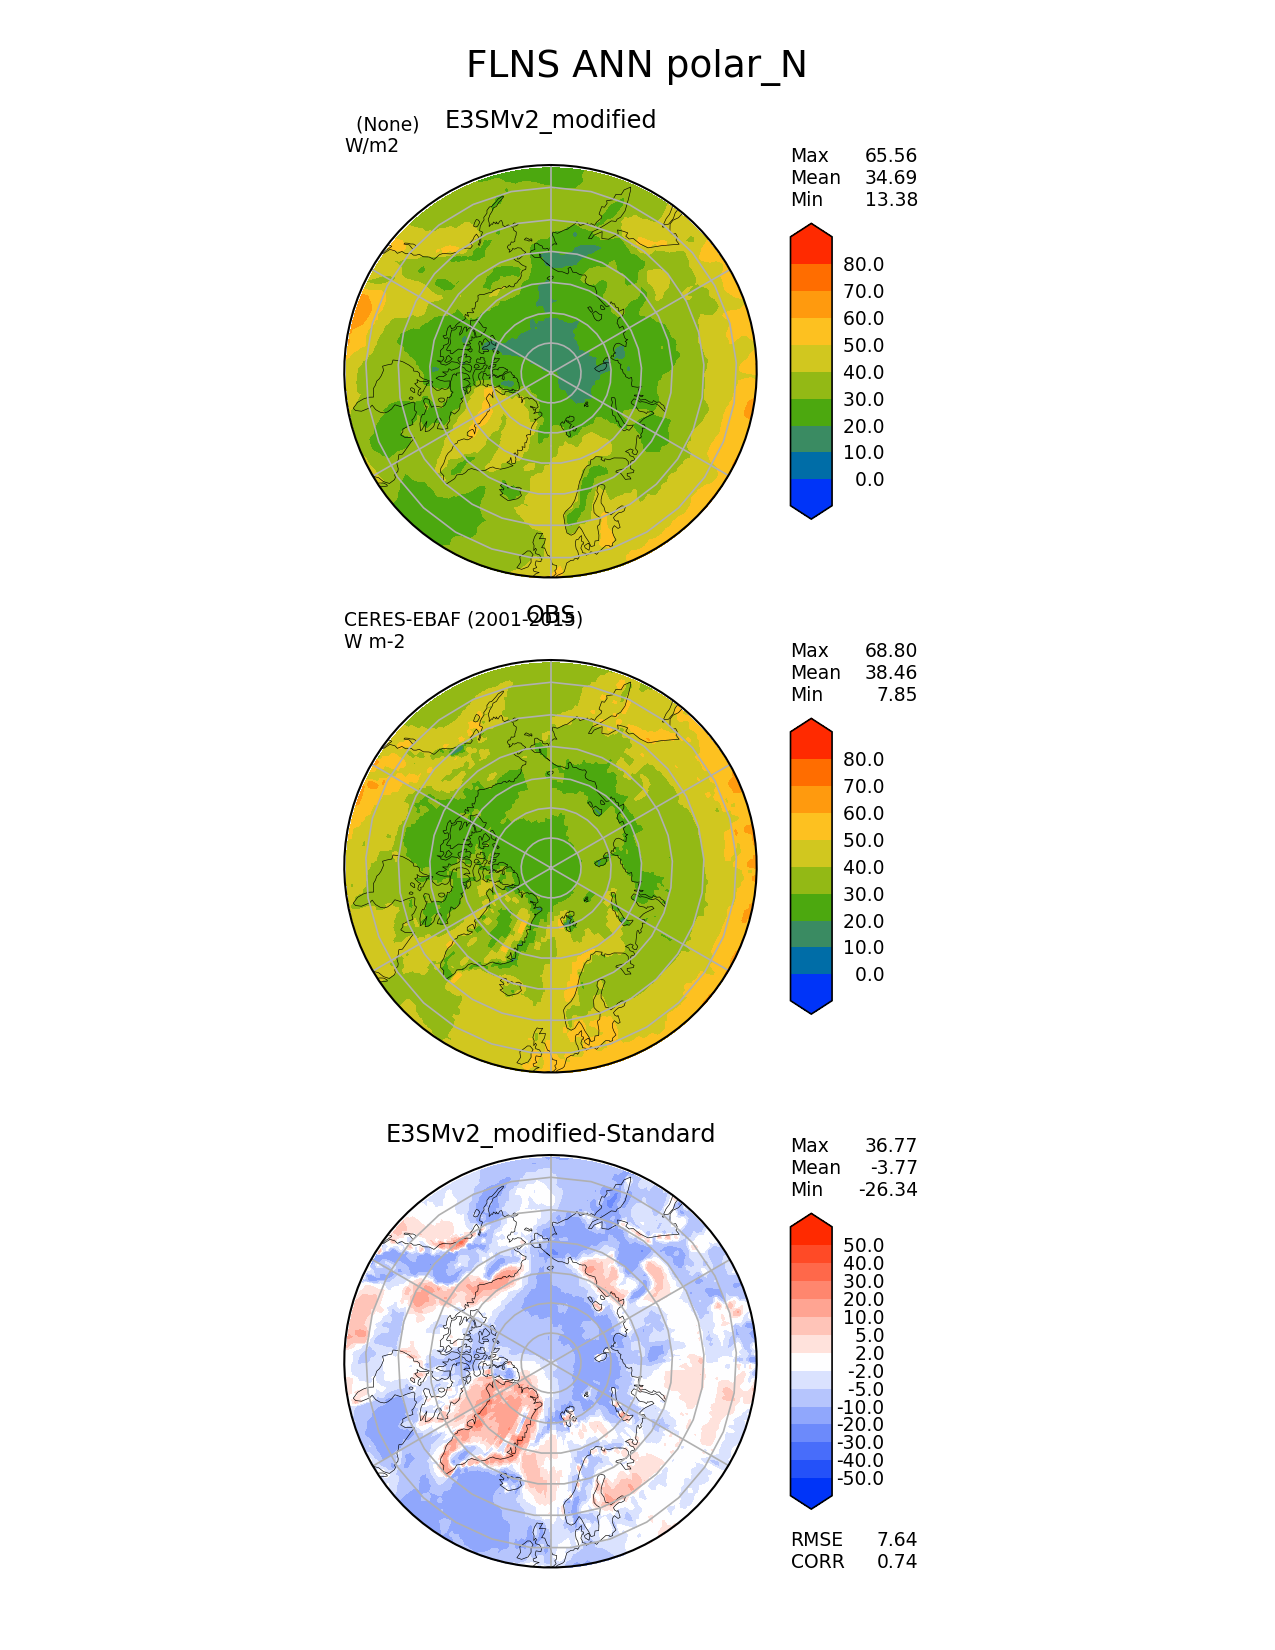 FLNS ANN polar_N
(None)
E3SMv2_modified
W/m2
Max 65.56
Mean 34.69
Min 13.38
80.0
70.0
60.0
50.0
40.0
30.0
20.0
10.0
0.0
OBS
CERES-EBAF (2001-2015)
W m-2
Max 68.80
Mean 38.46
Min 7.85
80.0
70.0
60.0
50.0
40.0
30.0
20.0
10.0
0.0
E3SMv2_modified-Standard
Max 36.77
Mean -3.77
Min -26.34
50.0
40.0
30.0
20.0
10.0
5.0
2.0
-2.0
-5.0
-10.0
-20.0
-30.0
-40.0
-50.0
RMSE 7.64
CORR 0.74